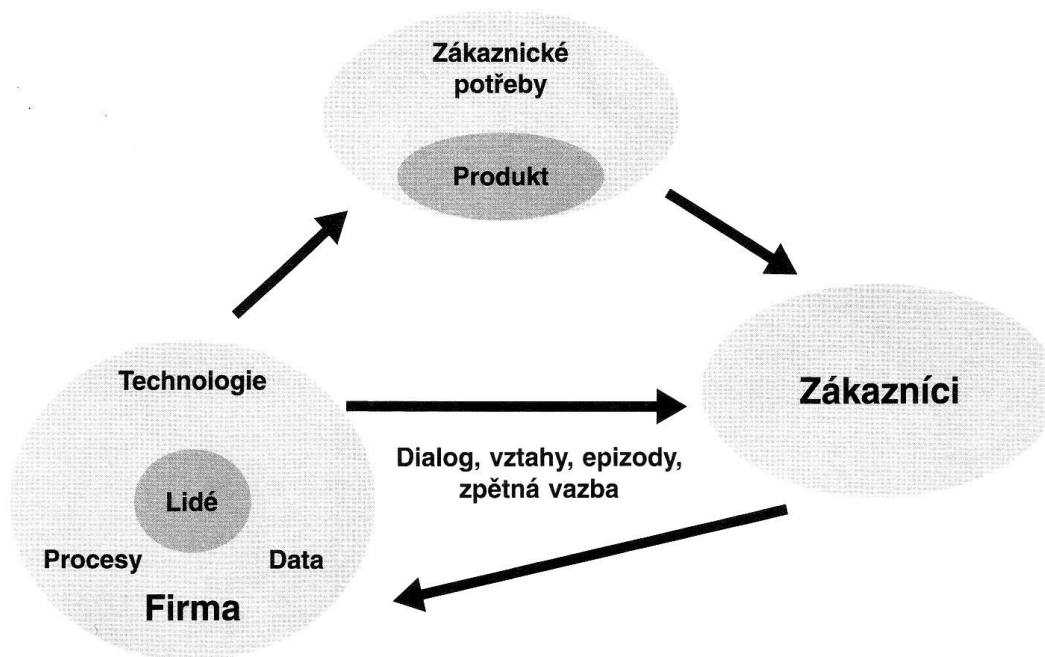 Zákaznické
potřeby
Produkt
Technologie
Zákazníci
Dialog, vztahy, epizody,
zpětná vazba
Lidé
Procesy
Data
Firma